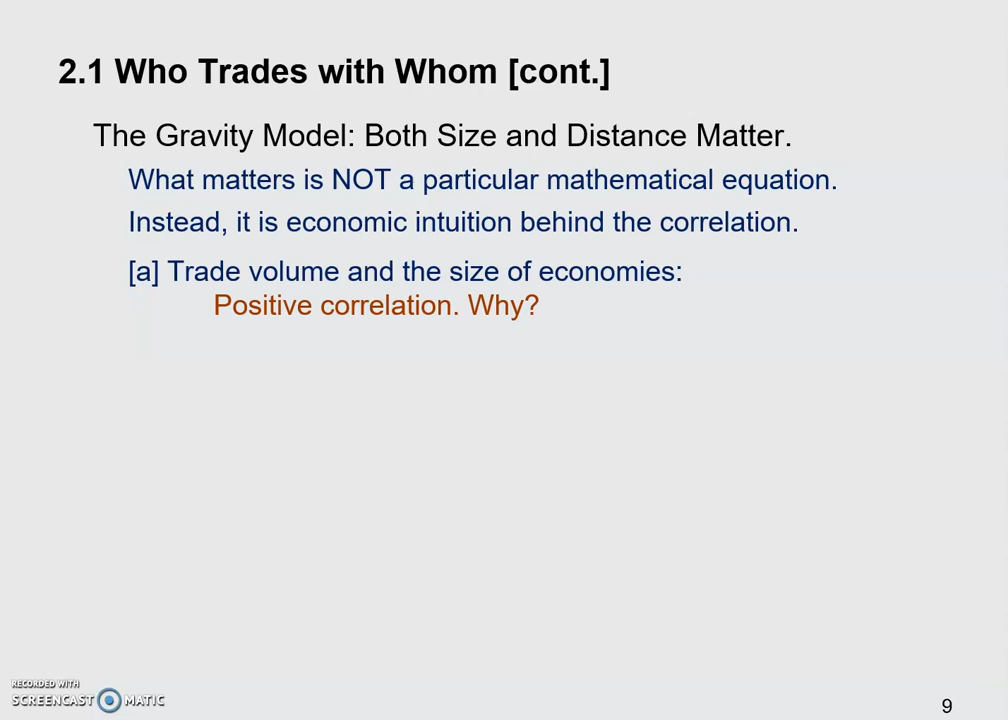 2.1 Who Trades with Whom [cont.]
The Gravity Model: Both Size and Distance Matter.
What matters is NOT a particular mathematical equation.
Instead, it is economic intuition behind the correlation.
[a] Trade volume and the size of economies:
Positive correlation. Why?
RECORDED WITH
SCREENCAST MATIC
9